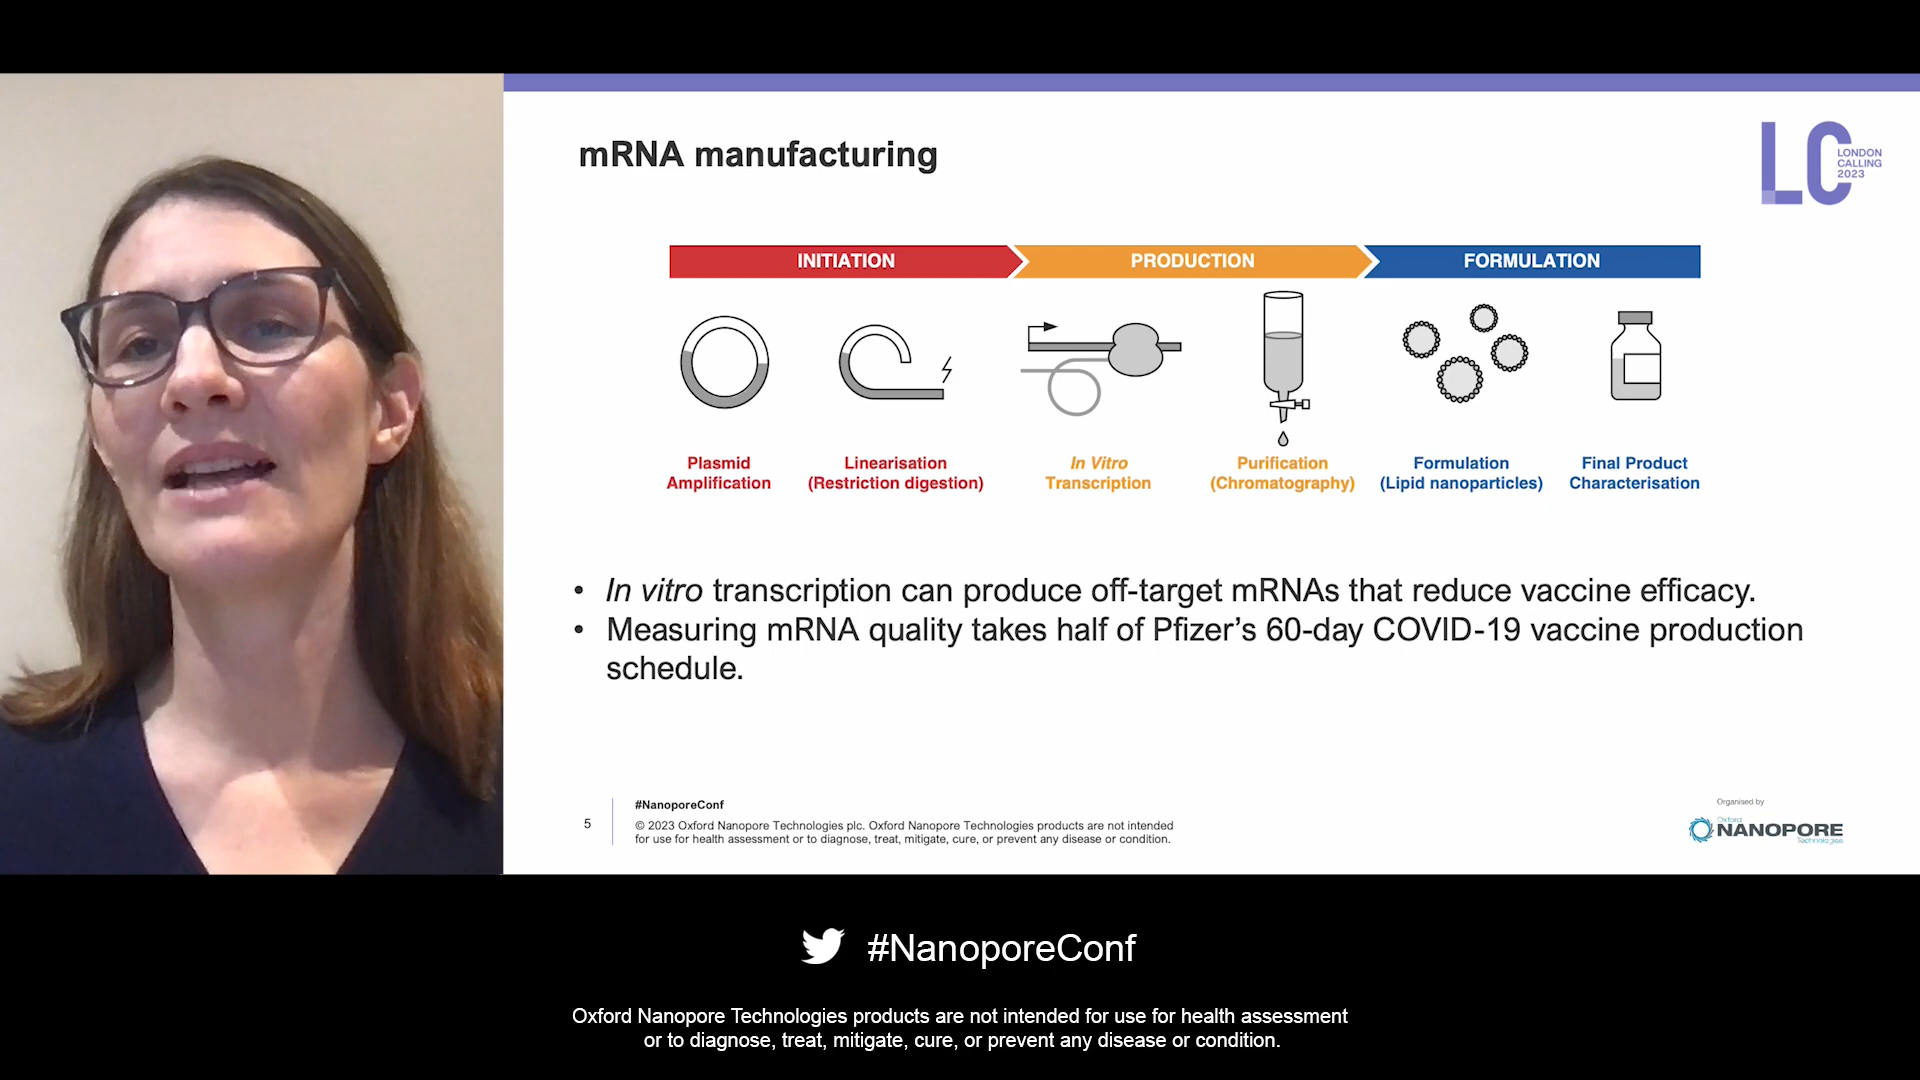 mRNA manufacturing
LC
LONDON
CALLING
2023
INITIATION
PRODUCTION
FORMULATION
Plasmid
Amplification
Linearisation
(Restriction digestion)
In Vitro
Transcription
Purification
(Chromatography)
Formulation
(Lipid nanoparticles)
Final Product
Characterisation
• In vitro transcription can produce off-target mRNAs that reduce vaccine efficacy.
• Measuring mRNA quality takes half of Pfizer’s 60-day COVID-19 vaccine production
schedule.
5
#NanoporeConf
© 2023 Oxford Nanopore Technologies plc. Oxford Nanopore Technologies products are not intended
for use for health assessment or to diagnose, treat, mitigate, cure, or prevent any disease or condition.
Organised by
Oxford
NANOPORE
Technologies
#NanoporeConf
Oxford Nanopore Technologies products are not intended for use for health assessment
or to diagnose, treat, mitigate, cure, or prevent any disease or condition.